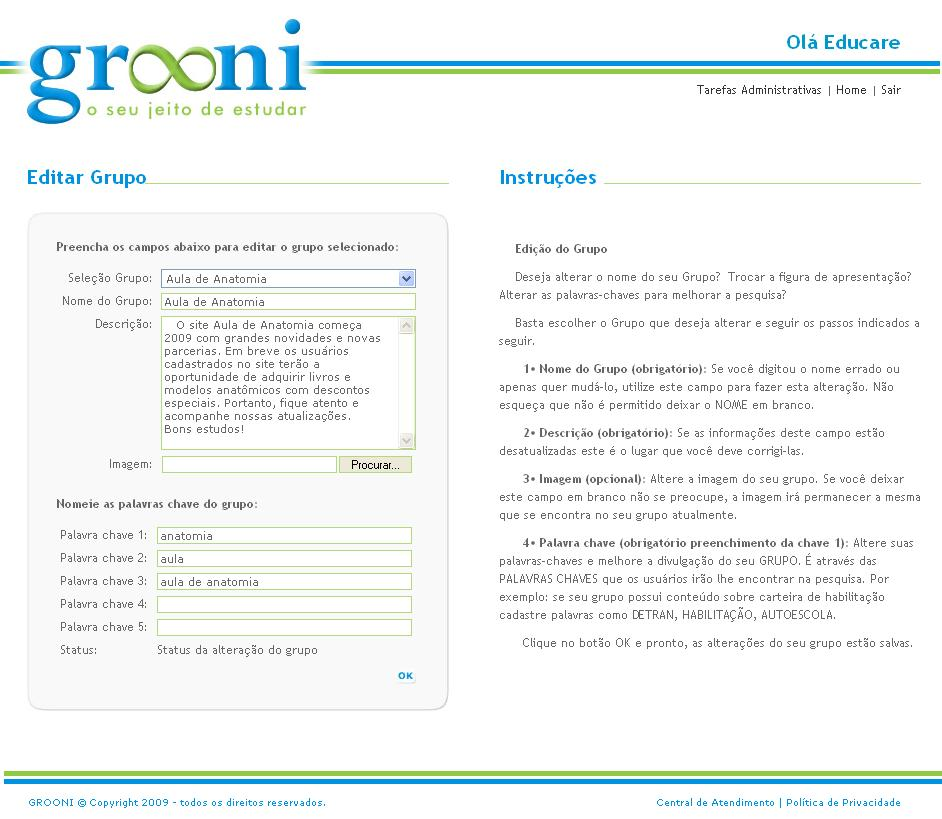 grooni
o seu jeito de estudar
Olá Educare
Tarefas Administrativas | Home | Sair
Editar Grupo
Preencha os campos abaixo para editar o grupo selecionado:
Seleção Grupo: Aula de Anatomia
Nome do Grupo: Aula de Anatomia
Descrição: O site Aula de Anatomia começa
2009 com grandes novidades e novas
parcerias. Em breve os usuários
cadastrados no site terão a
oportunidade de adquirir livros e
modelos anatômicos com descontos
especiais. Portanto, fique atento e
acompanhe nossas atualizações.
Bons estudos!
Imagem: Procurar...
Nomeie as palavras chave do grupo:
Palavra chave 1: anatomia
Palavra chave 2: aula
Palavra chave 3: aula de anatomia
Palavra chave 4:
Palavra chave 5:
Status: Status da alteração do grupo
OK
Instruções
Edição do Grupo
Deseja alterar o nome do seu Grupo? Trocar a figura de apresentação?
Alterar as palavras-chaves para melhorar a pesquisa?
Basta escolher o Grupo que deseja alterar e seguir os passos indicados a
seguir.
1• Nome do Grupo (obrigatório): Se você digitou o nome errado ou
apenas quer mudá-lo, utilize este campo para fazer esta alteração. Não
esqueça que não é permitido deixar o NOME em branco.
2• Descrição (obrigatório): Se as informações deste campo estão
desatualizadas este é o lugar que você deve corrigi-las.
3• Imagem (opcional): Altere a imagem do seu grupo. Se você deixar
este campo em branco não se preocupe, a imagem irá permanecer a mesma
que se encontra no seu grupo atualmente.
4• Palavra chave (obrigatório preenchimento da chave 1): Altere suas
palavras-chaves e melhore a divulgação do seu GRUPO. É através das
PALAVRAS CHAVES que os usuários irão lhe encontrar na pesquisa. Por
exemplo: se seu grupo possui conteúdo sobre carteira de habilitação
cadastre palavras como DETRAN, HABILITAÇÃO, AUTOESCOLA.
Clique no botão OK e pronto, as alterações do seu grupo estão salvas.
GROONI © Copyright 2009 - todos os direitos reservados.
Central de Atendimento | Política de Privacidade